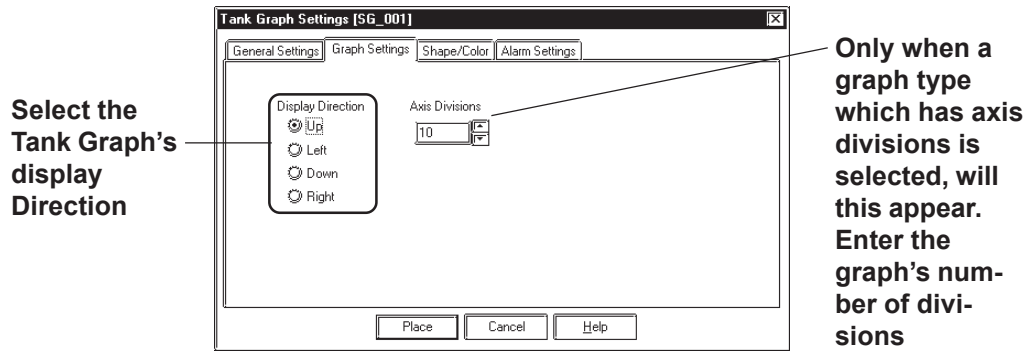 Tank Graph Settings [SG_001]
General Settings Graph Settings Shape/Color Alarm Settings
Select the
Tank Graph's
display
Direction
Display Direction
Up
Left
Down
Right
Axis Divisions
10
Only when a
graph type
which has axis
divisions is
selected, will
this appear.
Enter the
graph's num-
ber of divi-
sions
Place Cancel Help